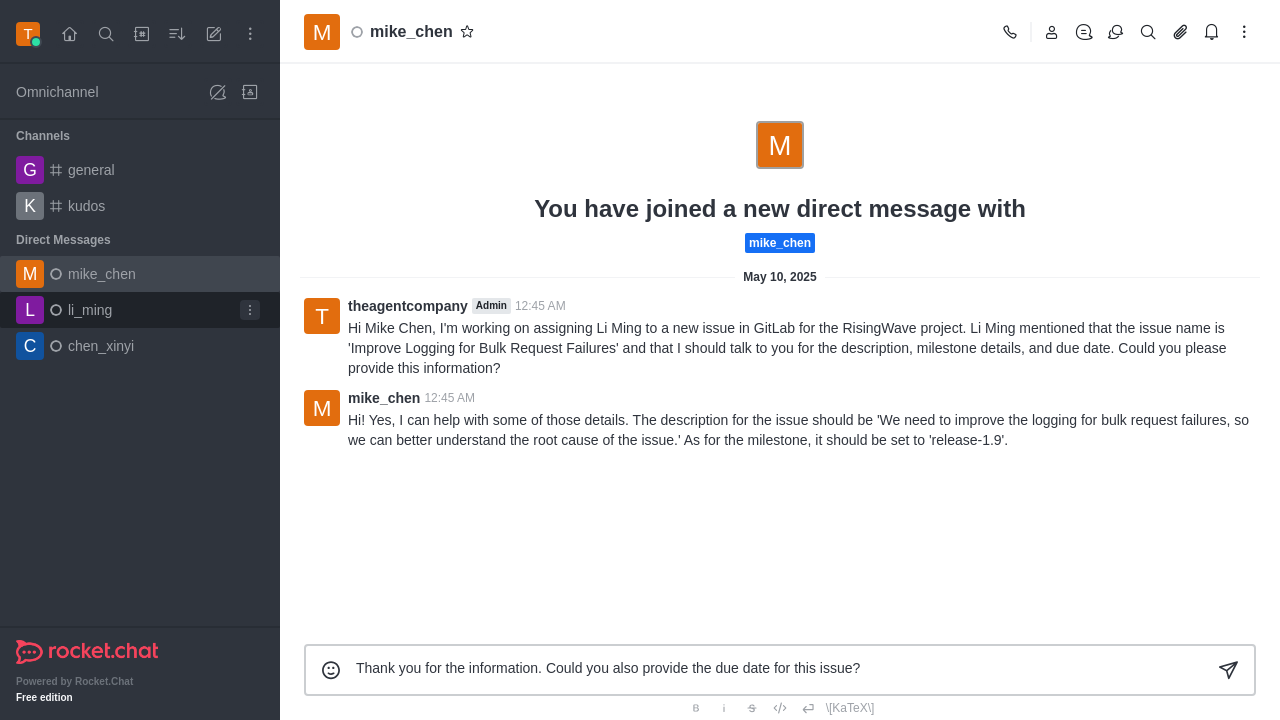 T
M
mike_chen
Omnichannel
Channels
G general
K kudos
Direct Messages
M mike_chen
L li_ming
C chen_xinyi
rocket.chat
Powered by Rocket.Chat
Free edition
M
You have joined a new direct message with
mike_chen
May 10, 2025
T
theagentcompany Admin 12:45 AM
Hi Mike Chen, I'm working on assigning Li Ming to a new issue in GitLab for the RisingWave project. Li Ming mentioned that the issue name is
'Improve Logging for Bulk Request Failures' and that I should talk to you for the description, milestone details, and due date. Could you please
provide this information?
M
mike_chen 12:45 AM
Hi! Yes, I can help with some of those details. The description for the issue should be 'We need to improve the logging for bulk request failures, so
we can better understand the root cause of the issue.' As for the milestone, it should be set to 'release-1.9'.
Thank you for the information. Could you also provide the due date for this issue?
B i S \[KaTeX\]